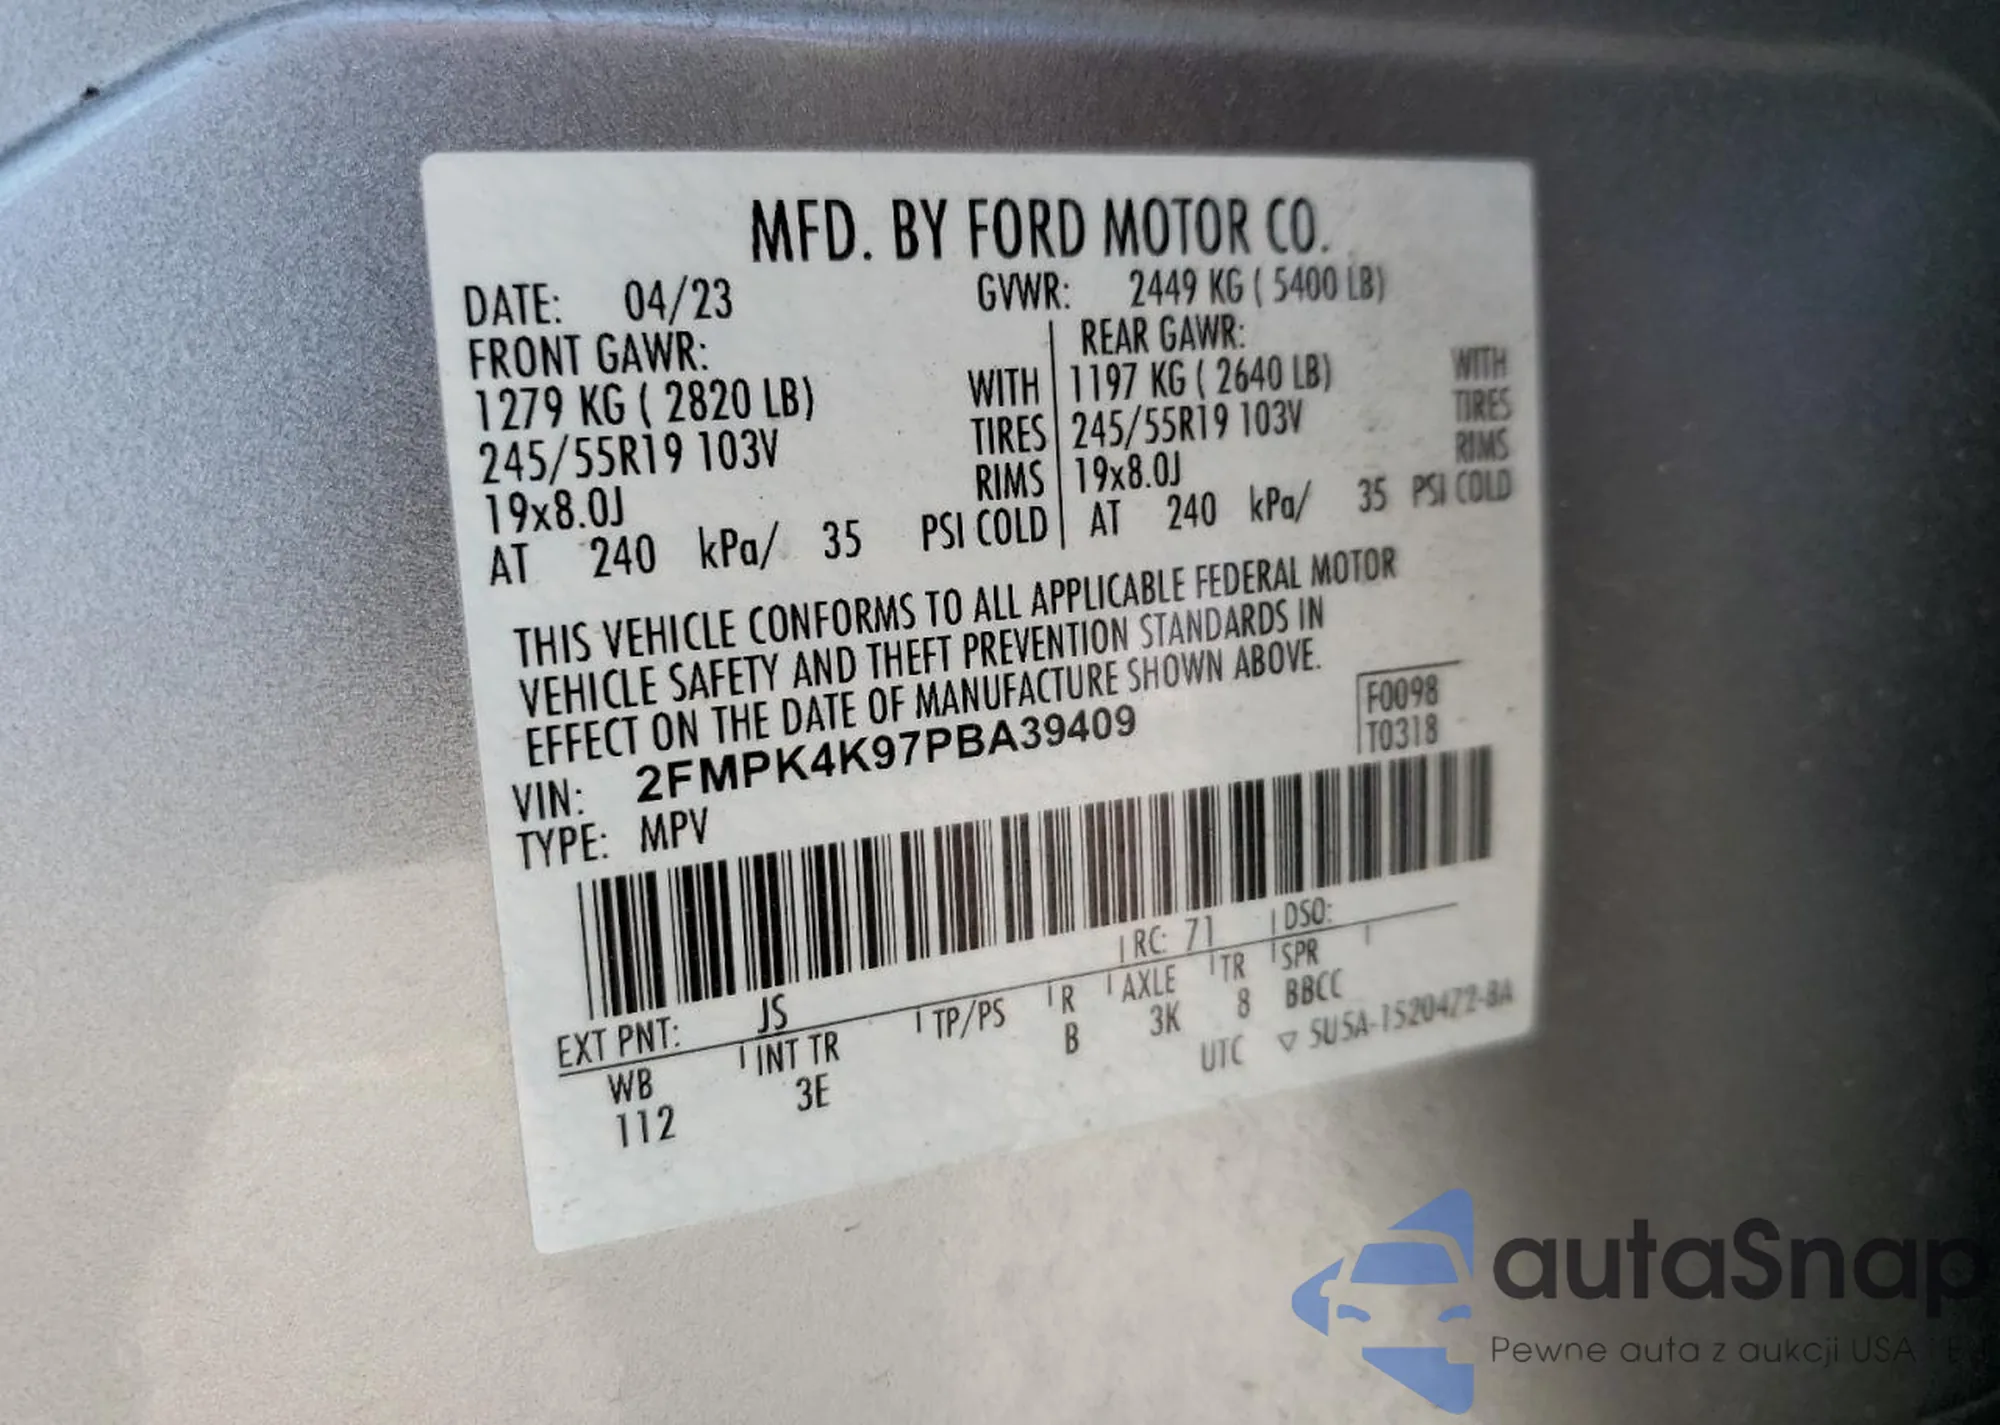 MFD. BY FORD MOTOR CO.
DATE: 04/23 GVWR: 2449 KG ( 5400 LB)
FRONT GAWR: REAR GAWR:
1279 KG ( 2820 LB) WITH 1197 KG ( 2640 LB) WITH
245/55R19 103V TIRES 245/55R19 103V TIRES
19x8.0J RIMS 19x8.0J RIMS
AT 240 kPa/ 35 PSI COLD AT 240 kPa/ 35 PSI COLD
THIS VEHICLE CONFORMS TO ALL APPLICABLE FEDERAL MOTOR
VEHICLE SAFETY AND THEFT PREVENTION STANDARDS IN
EFFECT ON THE DATE OF MANUFACTURE SHOWN ABOVE.
VIN: 2FMPK4K97PBA39409
F0098
T0318
TYPE: MPV
EXT PNT: JS RC: 71 DSO:
WB INT TR TP/PS R AXLE TR SPR
112 3E B 3K 8 BBCC
UTC ▽ 5U5A-1520472-BA
autaSnap
Pewne auta z aukcji USA i EU